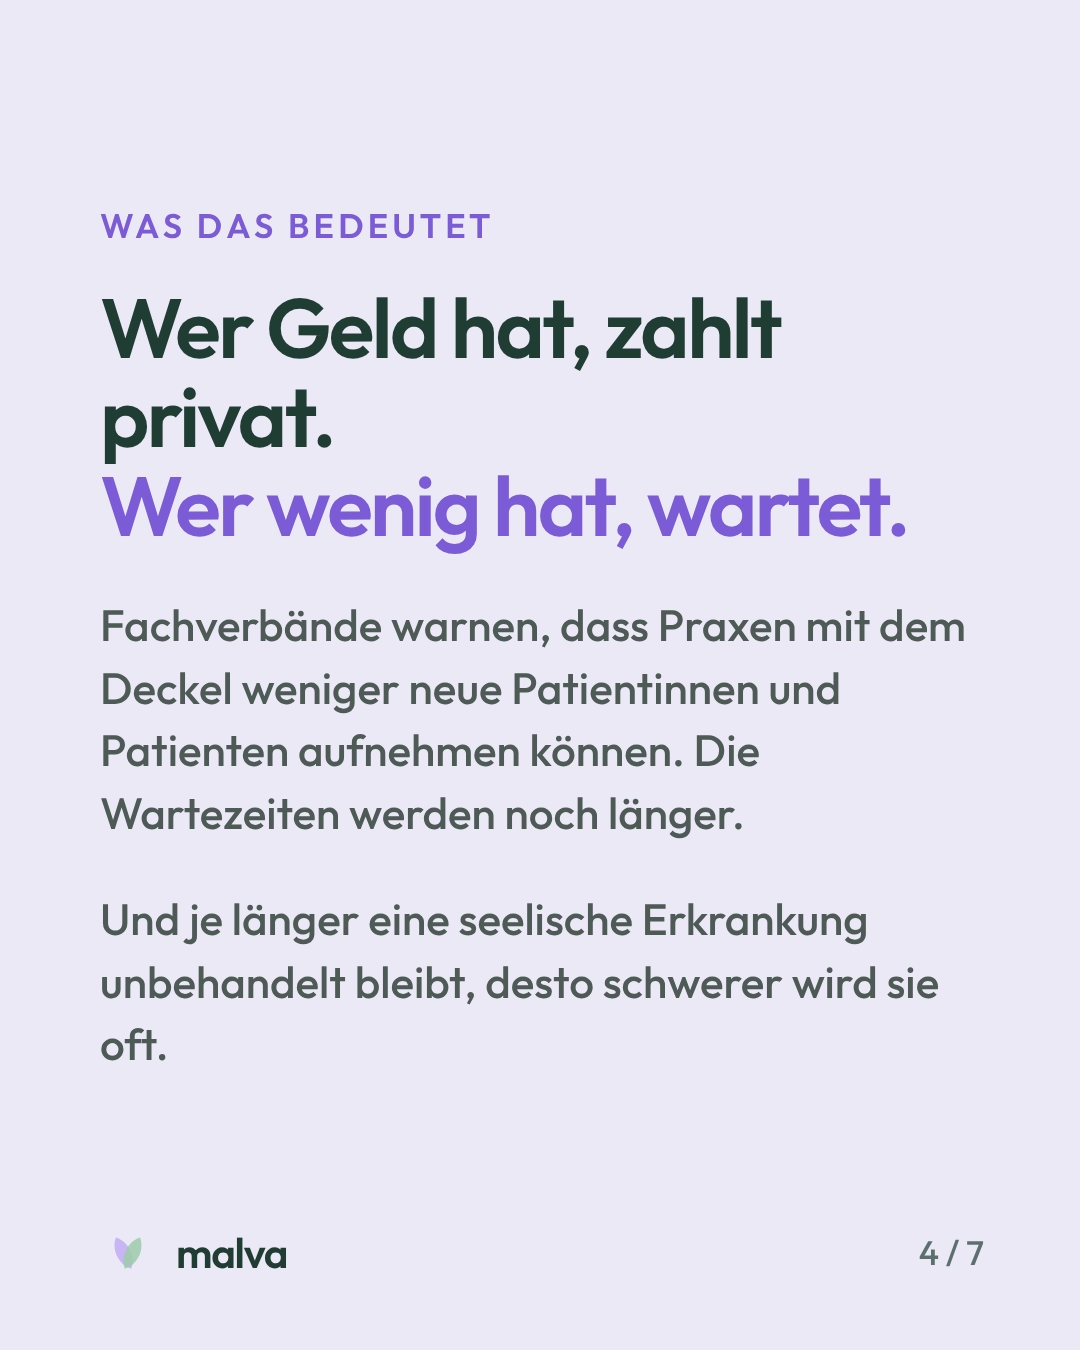 WAS DAS BEDEUTET
Wer Geld hat, zahlt
privat.
Wer wenig hat, wartet.
Fachverbände warnen, dass Praxen mit dem
Deckel weniger neue Patientinnen und
Patienten aufnehmen können. Die
Wartezeiten werden noch länger.
Und je länger eine seelische Erkrankung
unbehandelt bleibt, desto schwerer wird sie
oft.
malva
4 / 7